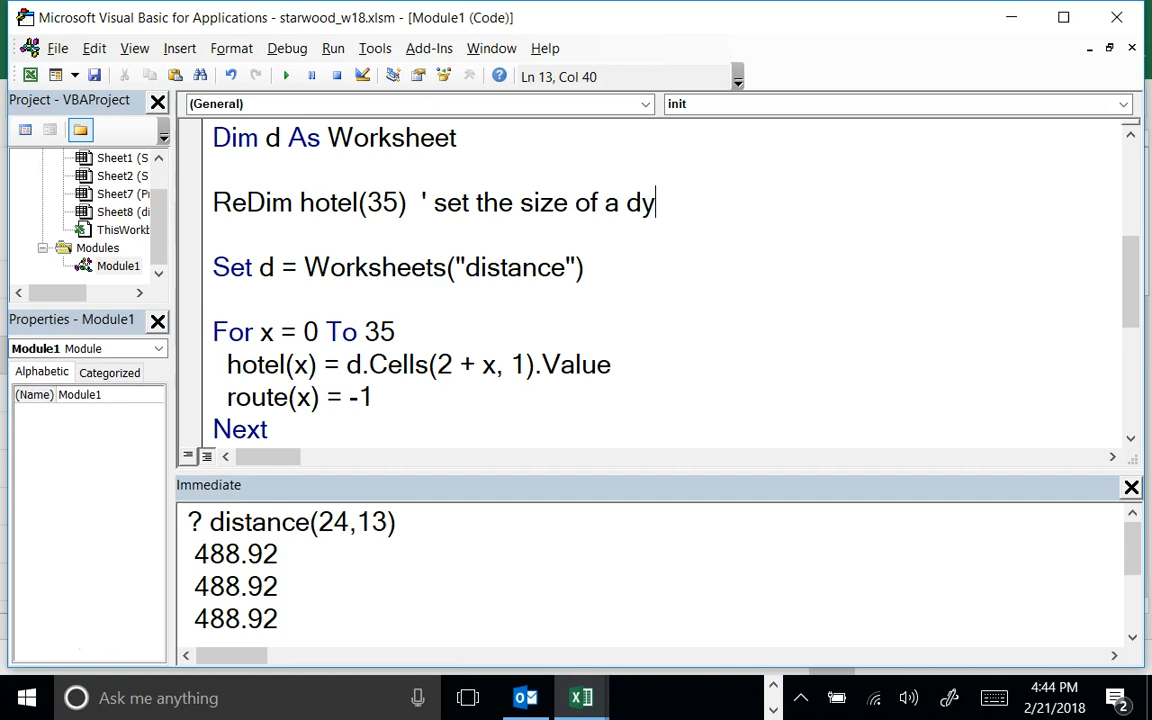 Microsoft Visual Basic for Applications - starwood_w18.xlsm - [Module1 (Code)]
File Edit View Insert Format Debug Run Tools Add-Ins Window Help
Ln 13, Col 40
Project - VBAProject
(General) init
Sheet1 (S
Sheet2 (S
Sheet7 (P
Sheet8 (di
ThisWork
Modules
Module1
Dim d As Worksheet
ReDim hotel(35)  ' set the size of a dy
Set d = Worksheets("distance")
For x = 0 To 35
hotel(x) = d.Cells(2 + x, 1).Value
route(x) = -1
Next
Properties - Module1
Module1 Module
Alphabetic Categorized
(Name) Module1
Immediate
? distance(24,13)
488.92
488.92
488.92
Ask me anything
4:44 PM
2/21/2018
2